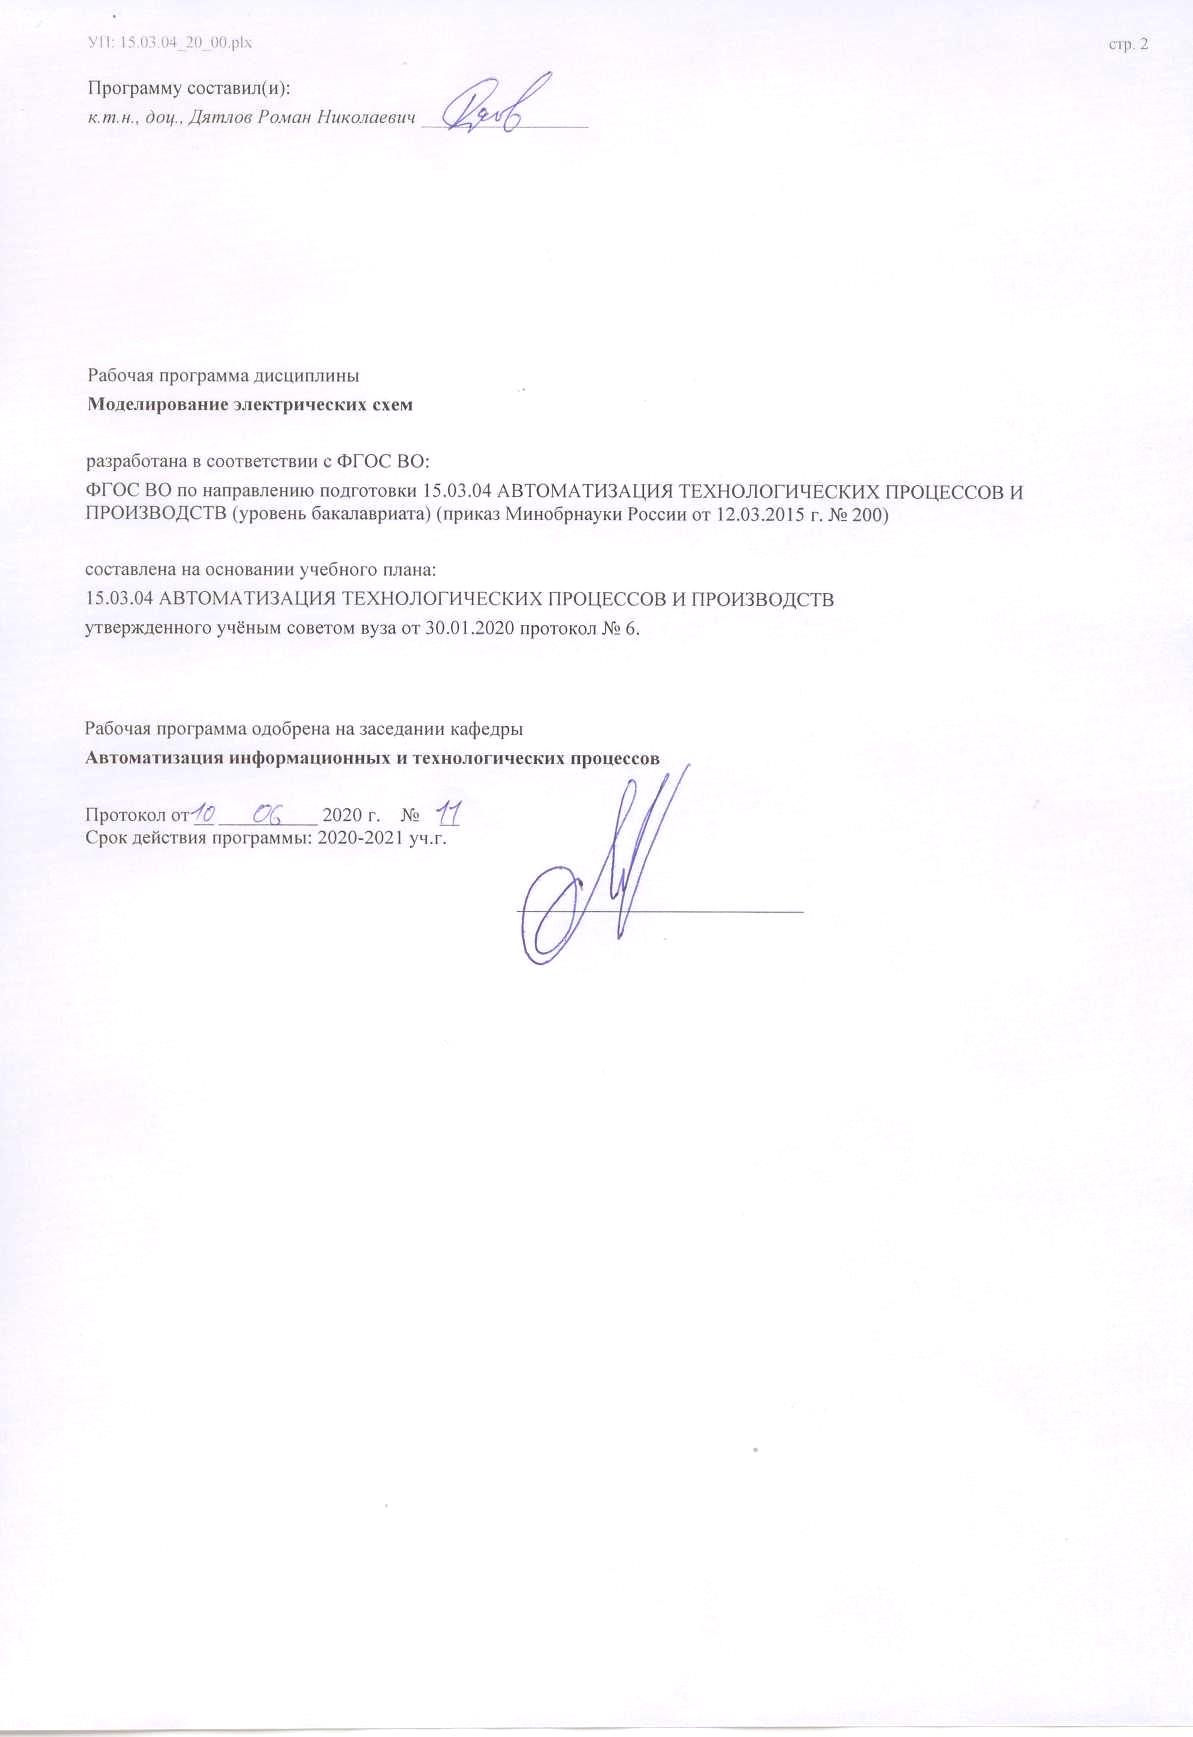 УП: 15.03.04_20_00.plx стр. 2
Программу составил(и):
к.т.н., доц., Дятлов Роман Николаевич
Рабочая программа дисциплины
Моделирование электрических схем
разработана в соответствии с ФГОС ВО:
ФГОС ВО по направлению подготовки 15.03.04 АВТОМАТИЗАЦИЯ ТЕХНОЛОГИЧЕСКИХ ПРОЦЕССОВ И
ПРОИЗВОДСТВ (уровень бакалавриата) (приказ Минобрнауки России от 12.03.2015 г. № 200)
составлена на основании учебного плана:
15.03.04 АВТОМАТИЗАЦИЯ ТЕХНОЛОГИЧЕСКИХ ПРОЦЕССОВ И ПРОИЗВОДСТВ
утвержденного учёным советом вуза от 30.01.2020 протокол № 6.
Рабочая программа одобрена на заседании кафедры
Автоматизация информационных и технологических процессов
Протокол от 10 06 2020 г. № 11
Срок действия программы: 2020-2021 уч.г.